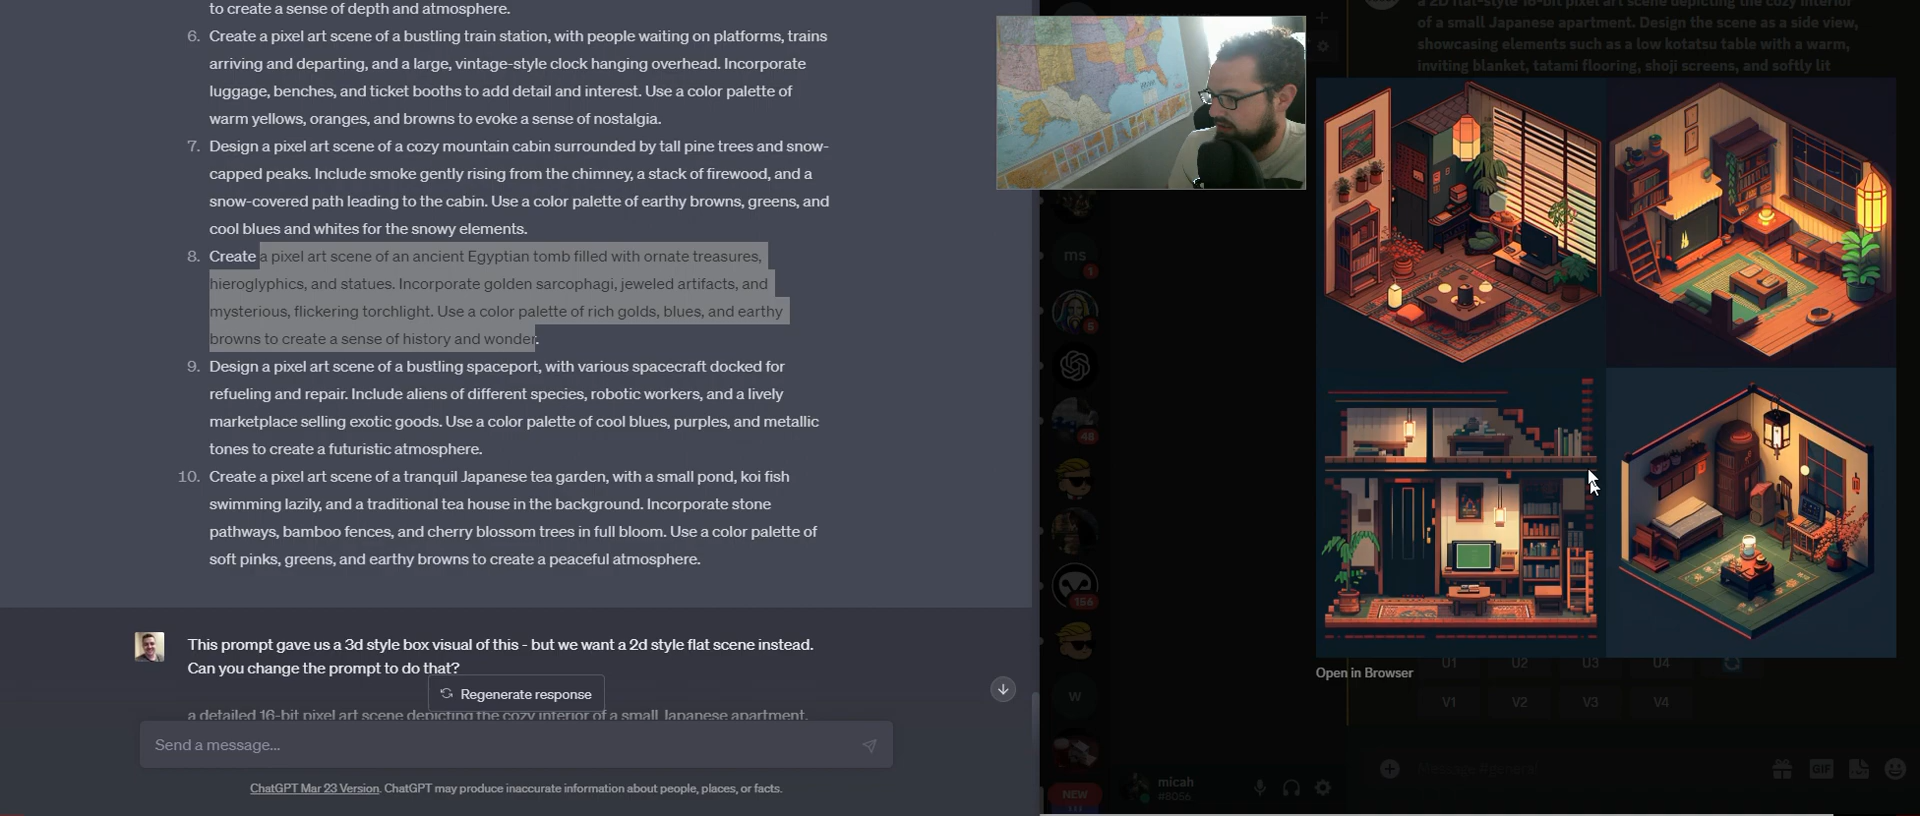 to create a sense of depth and atmosphere.
6. Create a pixel art scene of a bustling train station, with people waiting on platforms, trains
arriving and departing, and a large, vintage-style clock hanging overhead. Incorporate
luggage, benches, and ticket booths to add detail and interest. Use a color palette of
warm yellows, oranges, and browns to evoke a sense of nostalgia.
7. Design a pixel art scene of a cozy mountain cabin surrounded by tall pine trees and snow-
capped peaks. Include smoke gently rising from the chimney, a stack of firewood, and a
snow-covered path leading to the cabin. Use a color palette of earthy browns, greens, and
cool blues and whites for the snowy elements.
8. Create a pixel art scene of an ancient Egyptian tomb filled with ornate treasures,
hieroglyphics, and statues. Incorporate golden sarcophagi, jeweled artifacts, and
mysterious, flickering torchlight. Use a color palette of rich golds, blues, and earthy
browns to create a sense of history and wonder.
9. Design a pixel art scene of a bustling spaceport, with various spacecraft docked for
refueling and repair. Include aliens of different species, robotic workers, and a lively
marketplace selling exotic goods. Use a color palette of cool blues, purples, and metallic
tones to create a futuristic atmosphere.
10. Create a pixel art scene of a tranquil Japanese tea garden, with a small pond, koi fish
swimming lazily, and a traditional tea house in the background. Incorporate stone
pathways, bamboo fences, and cherry blossom trees in full bloom. Use a color palette of
soft pinks, greens, and earthy browns to create a peaceful atmosphere.
This prompt gave us a 3d style box visual of this - but we want a 2d style flat scene instead.
Can you change the prompt to do that?
Regenerate response
a detailed 16-bit pixel art scene depicting the cozy interior of a small Japanese apartment.
Send a message...
ChatGPT Mar 23 Version. ChatGPT may produce inaccurate information about people, places, or facts.
a 2D flat-style 16-bit pixel art scene depicting the cozy interior
of a small Japanese apartment. Design the scene as a side view,
showcasing elements such as a low kotatsu table with a warm,
inviting blanket, tatami flooring, shoji screens, and softly lit
ms
1
6
48
156
W
NEW
Open in Browser
U1 U2 U3 U4
V1 V2 V3 V4
micah
#8056
GIF